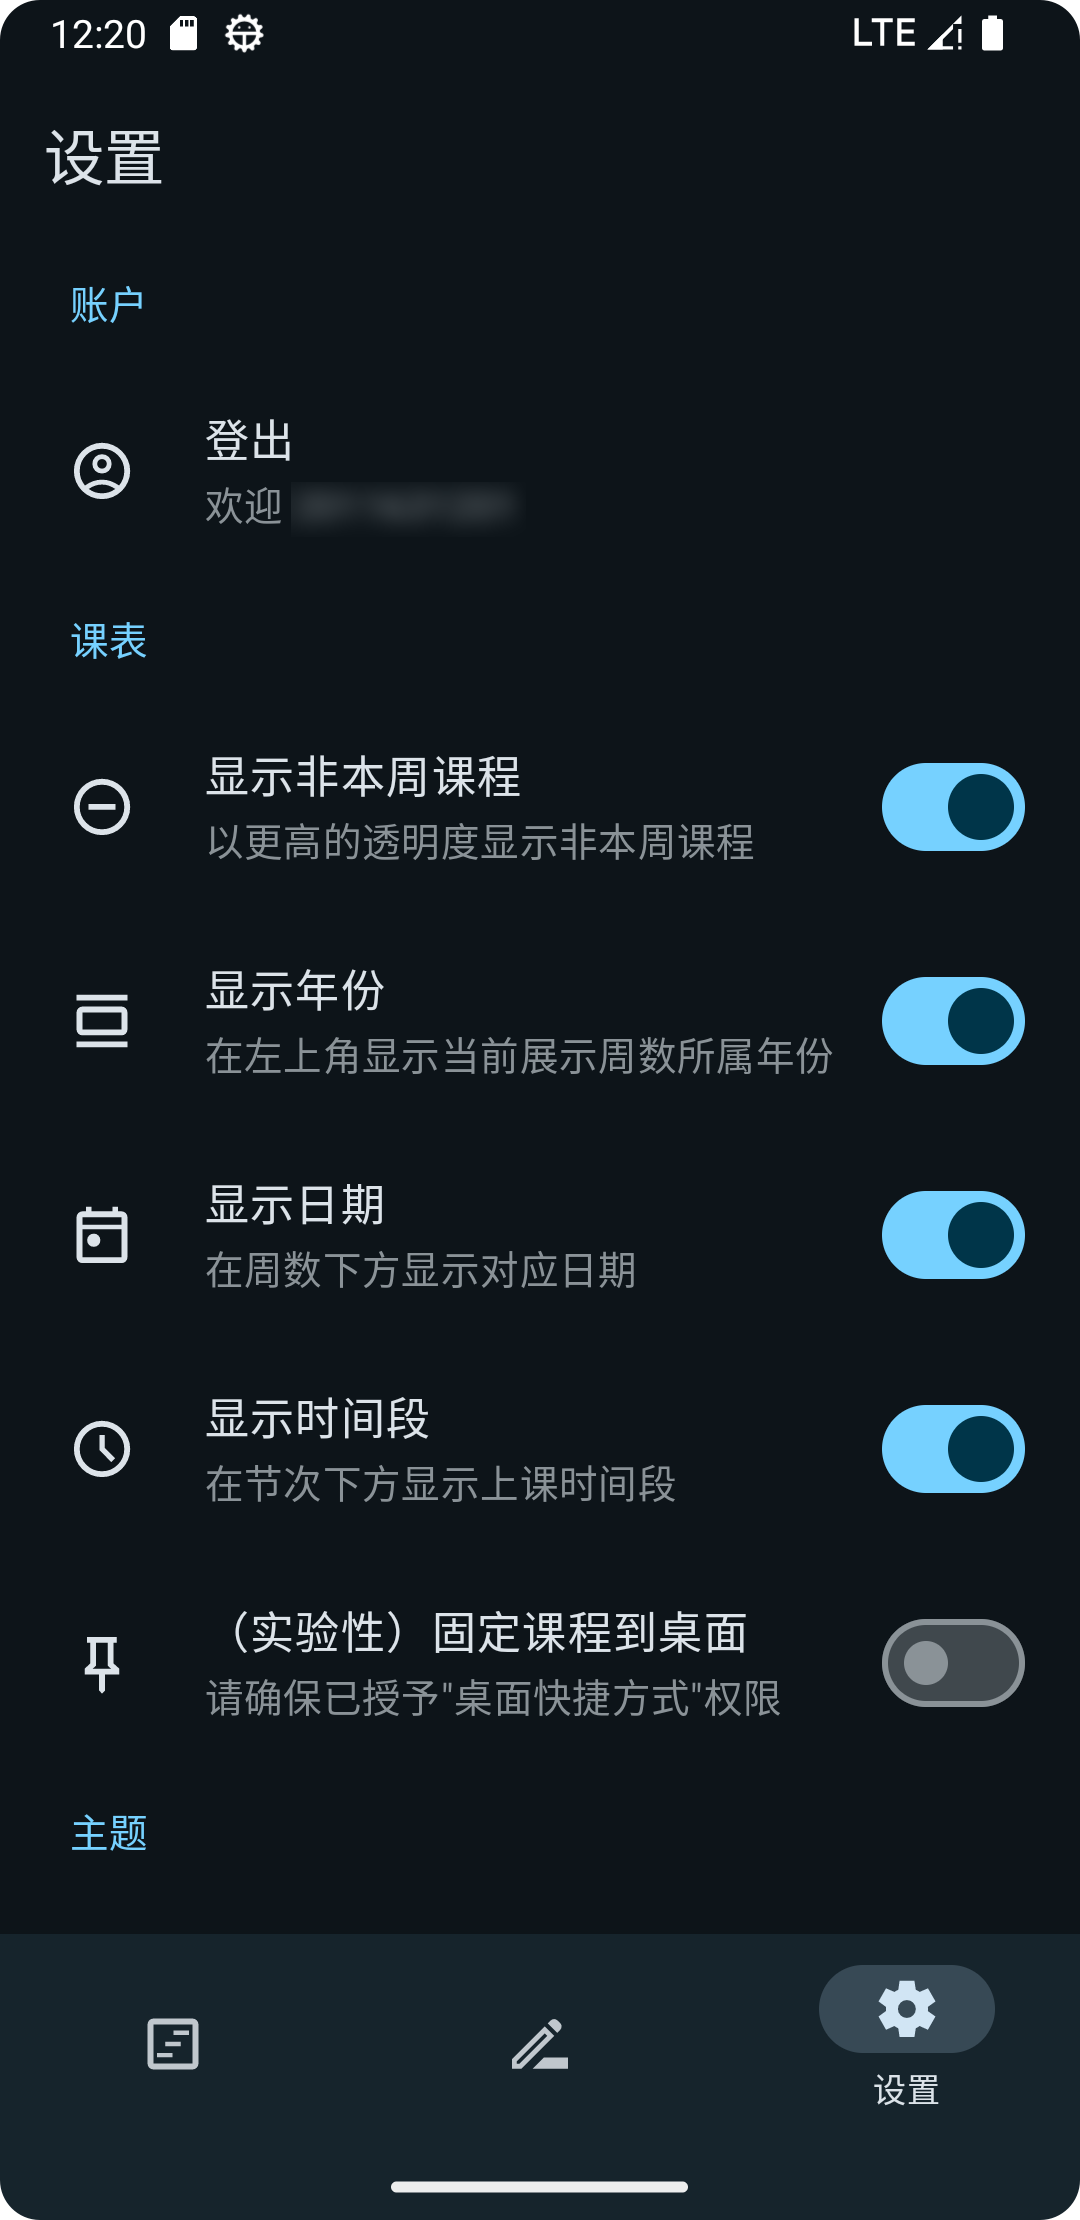 12:20
LTE
设置
账户
登出
欢迎
课表
显示非本周课程
以更高的透明度显示非本周课程
显示年份
在左上角显示当前展示周数所属年份
显示日期
在周数下方显示对应日期
显示时间段
在节次下方显示上课时间段
（实验性）固定课程到桌面
请确保已授予"桌面快捷方式"权限
主题
设置